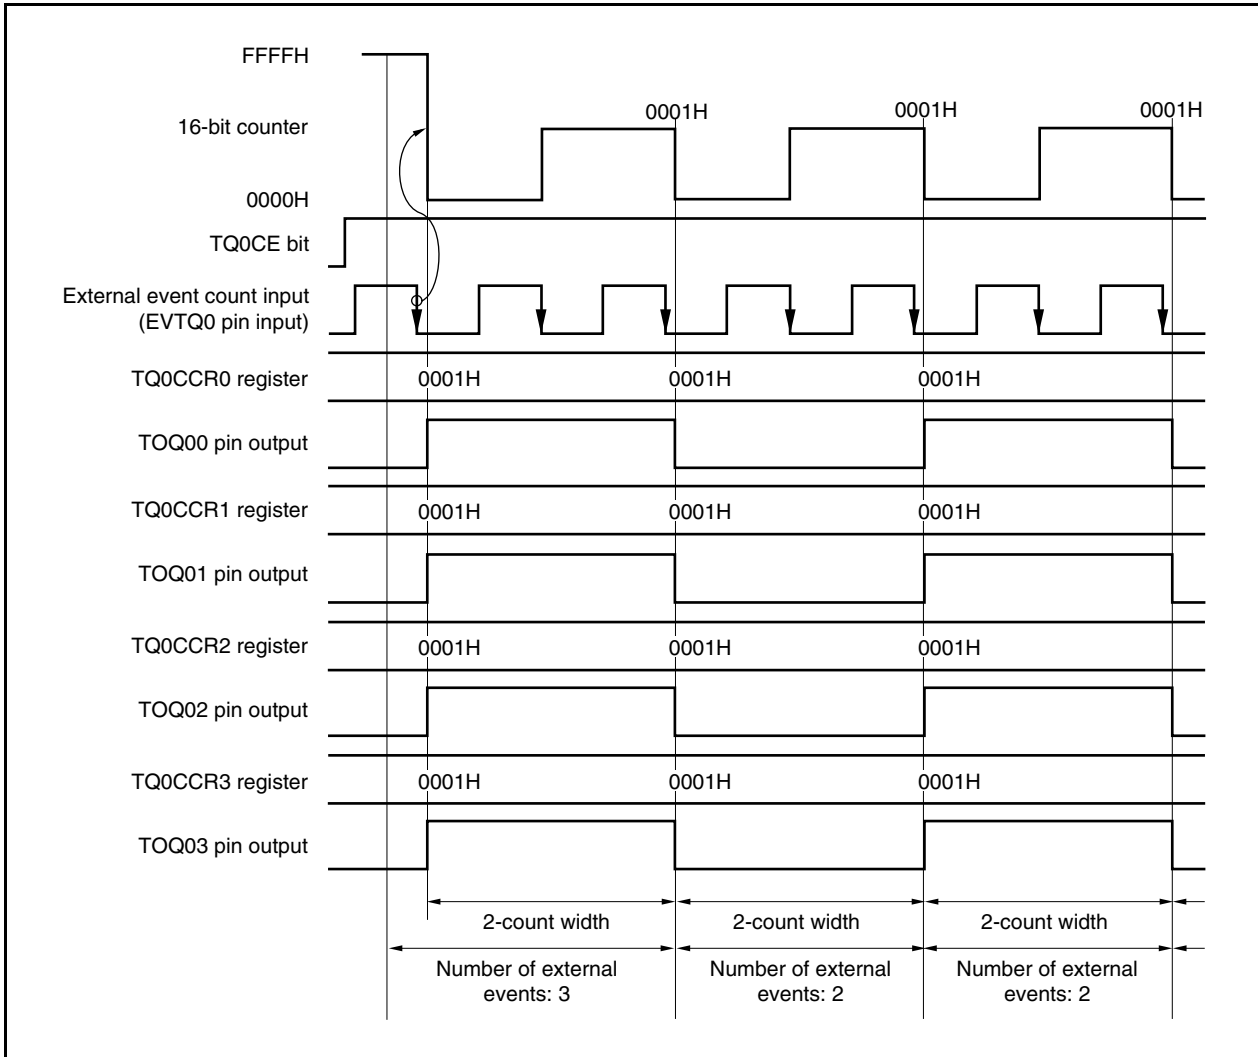 FFFFH
16-bit counter
0001H 0001H 0001H
0000H
TQ0CE bit
External event count input
(EVTQ0 pin input)
TQ0CCR0 register 0001H 0001H 0001H
TOQ00 pin output
TQ0CCR1 register 0001H 0001H 0001H
TOQ01 pin output
TQ0CCR2 register 0001H 0001H 0001H
TOQ02 pin output
TQ0CCR3 register 0001H 0001H 0001H
TOQ03 pin output
2-count width 2-count width 2-count width
Number of external
events: 3
Number of external
events: 2
Number of external
events: 2